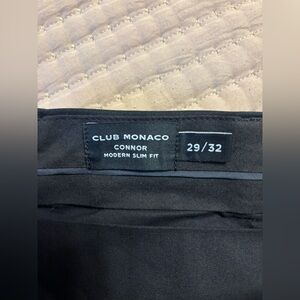 CLUB MONACO
CONNOR
MODERN SLIM FIT
29/32